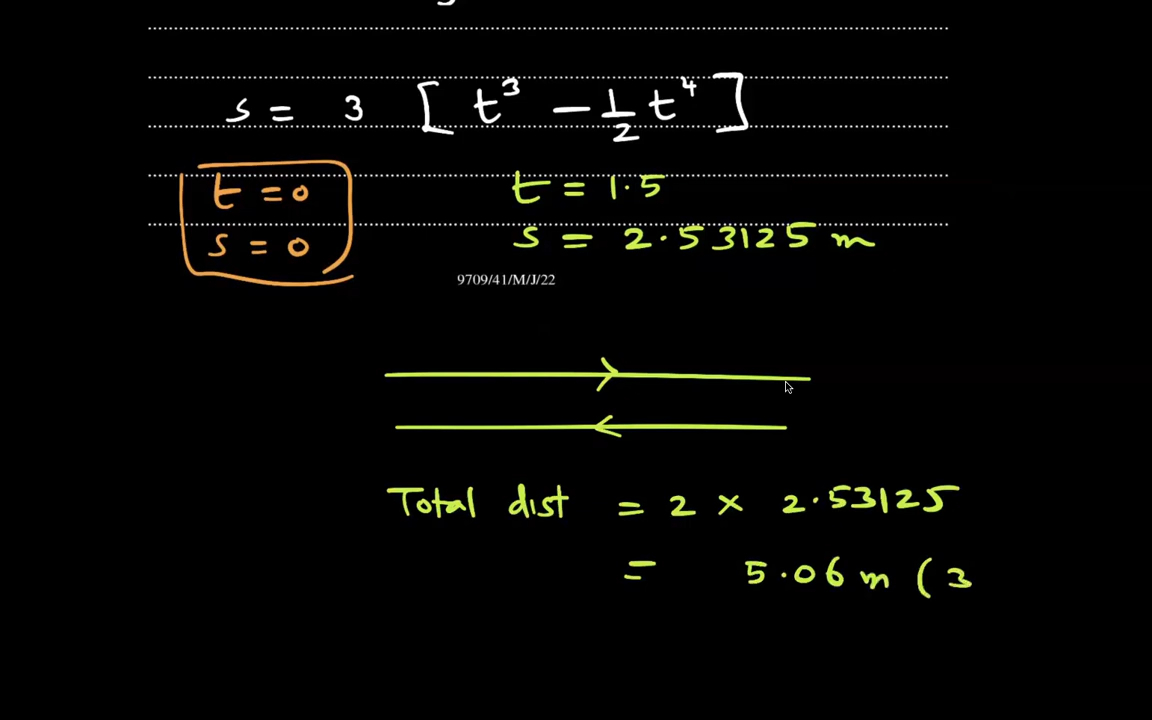 s = 3 [ t³ - 1/2 t⁴ ]
t = 0
s = 0
t = 1.5
s = 2.53125 m
9709/41/M/J/22
Total dist = 2 × 2.53125
= 5.06 m (3